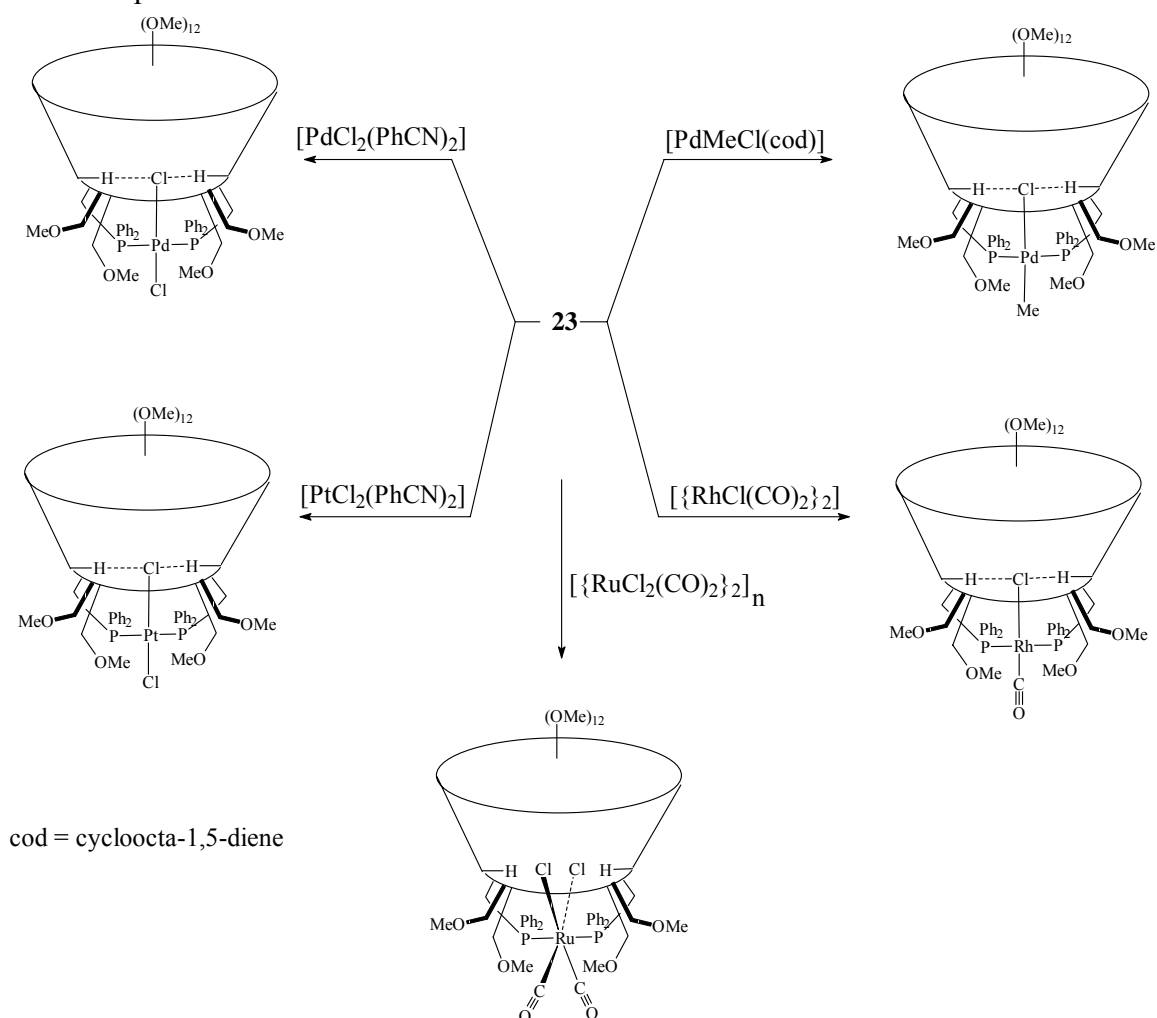 (OMe)12
(OMe)12
[PdCl2(PhCN)2]
[PdMeCl(cod)]
H Cl H
H Cl H
MeO Ph2 P Pd Ph2 P OMe
MeO Ph2 P Pd Ph2 P OMe
OMe MeO
OMe MeO
Cl
Me
23
(OMe)12
(OMe)12
[PtCl2(PhCN)2]
[{RhCl(CO)2}2]
H Cl H
H Cl H
[{RuCl2(CO)2}2]n
MeO Ph2 P Pt Ph2 P OMe
MeO Ph2 P Rh Ph2 P OMe
OMe MeO
OMe MeO
Cl
C
O
(OMe)12
cod = cycloocta-1,5-diene
H Cl Cl H
MeO Ph2 P Ru Ph2 P OMe
OMe MeO
C C
O O